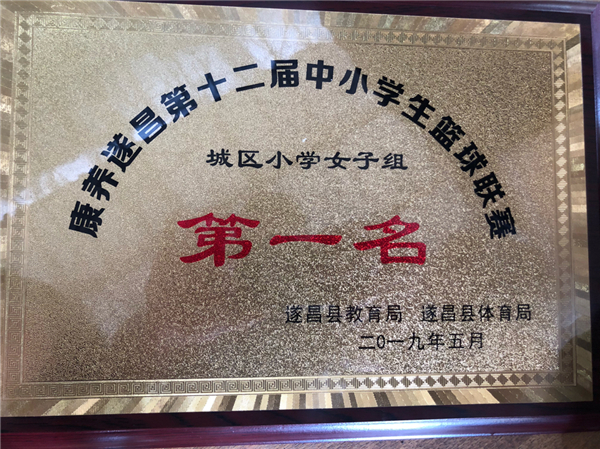 康养遂昌第十二届中小学生篮球联赛
城区小学女子组
第一名
遂昌县教育局 遂昌县体育局
二0一九年五月